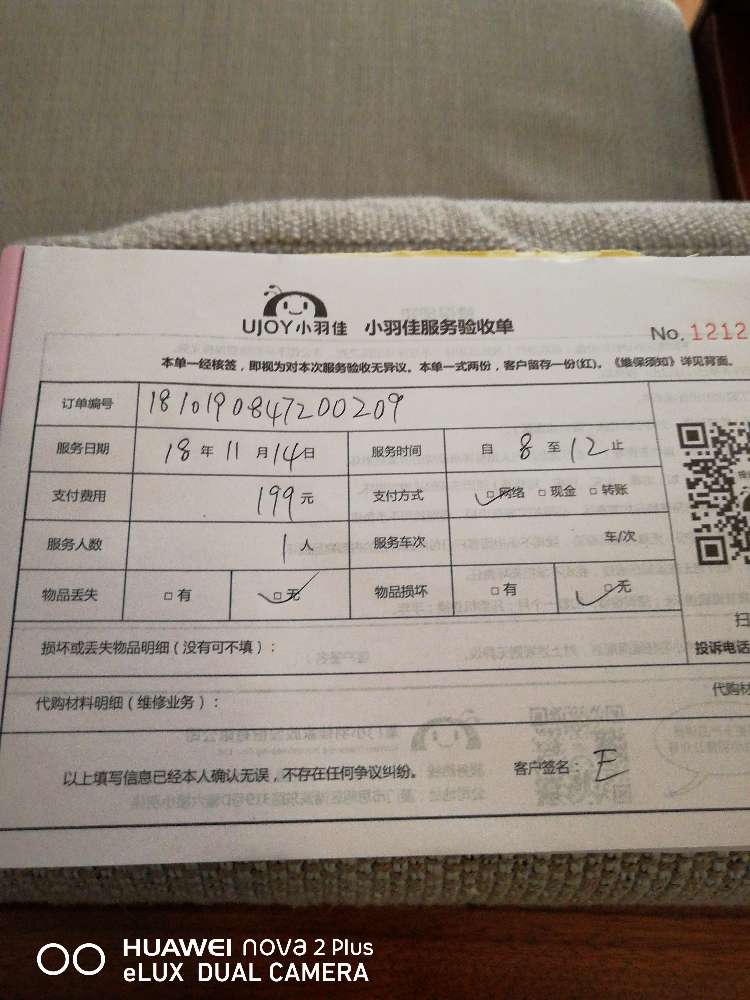 UJOY小羽佳 小羽佳服务验收单
No. 1212
本单一经核签，即视为对本次服务验收无异议。本单一式两份，客户留存一份(红)。《维保须知》详见背面。
订单编号 1810190847200209
服务日期 18年11月14日 服务时间 自8至12止
支付费用 199元 支付方式 □网络 □现金 □转账
服务人数 1人 服务车次 车/次
物品丢失 □有 □无 物品损坏 □有 □无
损坏或丢失物品明细（没有可不填）：
扫
投诉电话
代购材料明细（维修业务）：
代购材
以上填写信息已经本人确认无误，不存在任何争议纠纷。 客户签名：E
HUAWEI nova 2 Plus
eLUX DUAL CAMERA